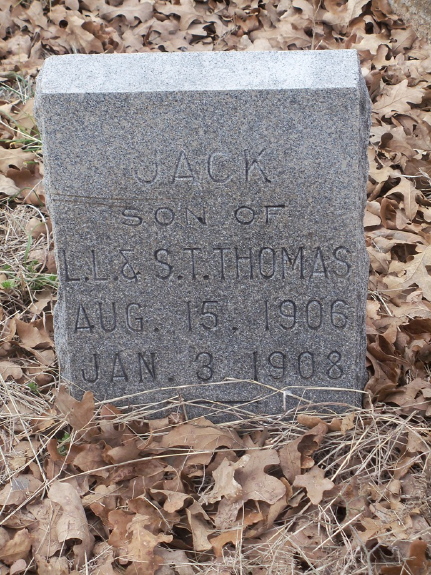 JACK
SON OF
L.L. & S.T. THOMAS
AUG. 15. 1906
JAN. 3 1908